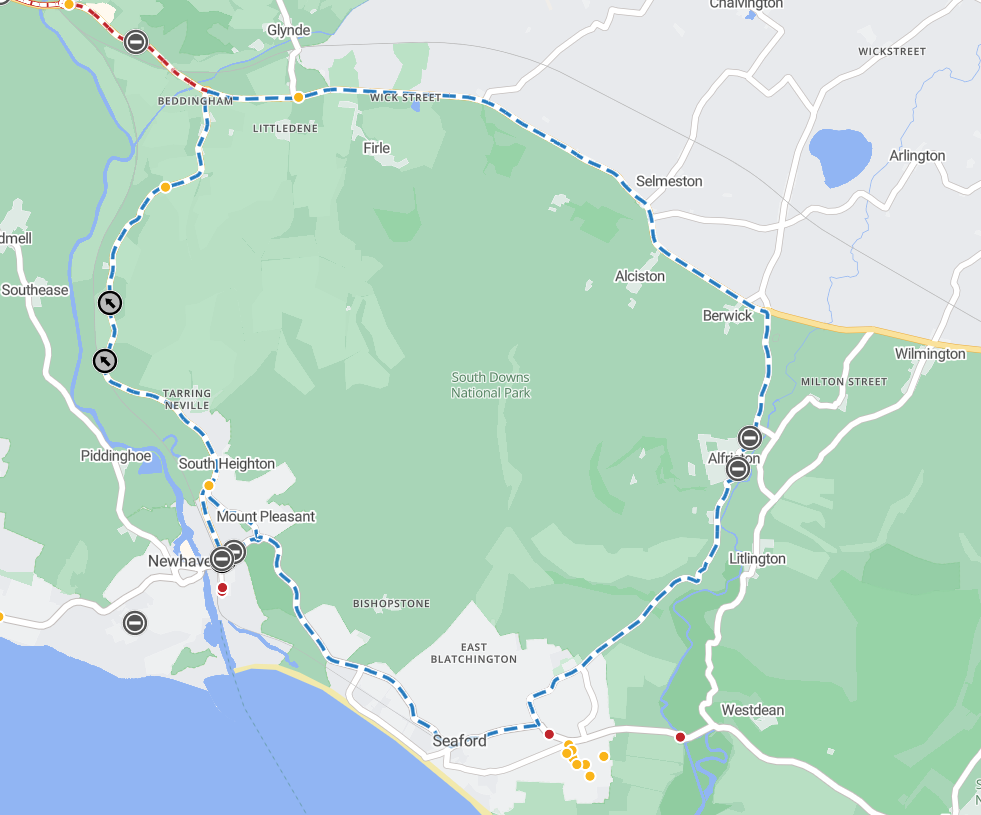 Chalvington
Glynde
WICKSTREET
BEDDINGHAM
WICK STREET
LITTLEDENE
Firle
Arlington
Selmeston
dmell
Southease
Alciston
Berwick
Wilmington
South Downs
National Park
MILTON STREET
TARRING
NEVILLE
Piddinghoe
South Heighton
Alfriston
Mount Pleasant
Newhave
Litlington
BISHOPSTONE
EAST
BLATCHINGTON
Westdean
Seaford
S
N